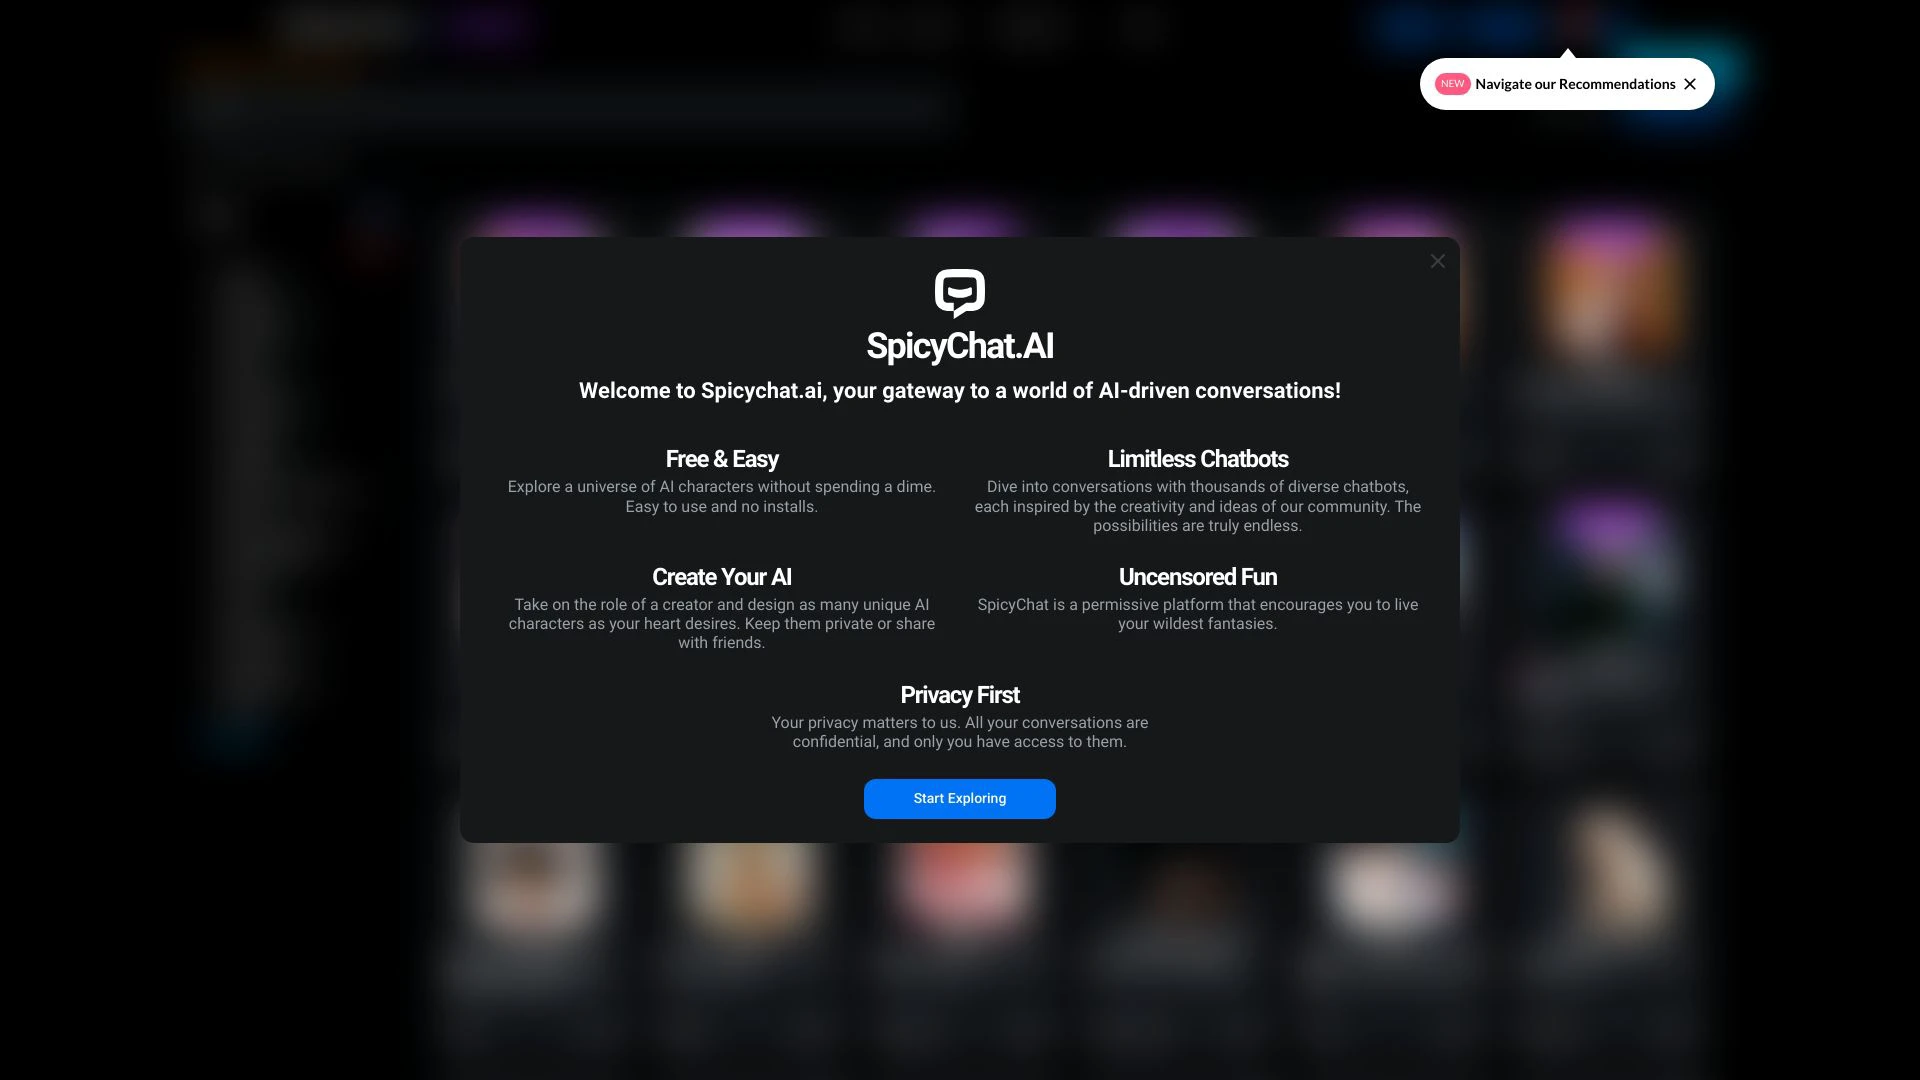 NEW Navigate our Recommendations
SpicyChat.AI
Welcome to Spicychat.ai, your gateway to a world of AI-driven conversations!
Free & Easy
Explore a universe of AI characters without spending a dime.
Easy to use and no installs.
Limitless Chatbots
Dive into conversations with thousands of diverse chatbots,
each inspired by the creativity and ideas of our community. The
possibilities are truly endless.
Create Your AI
Take on the role of a creator and design as many unique AI
characters as your heart desires. Keep them private or share
with friends.
Uncensored Fun
SpicyChat is a permissive platform that encourages you to live
your wildest fantasies.
Privacy First
Your privacy matters to us. All your conversations are
confidential, and only you have access to them.
Start Exploring